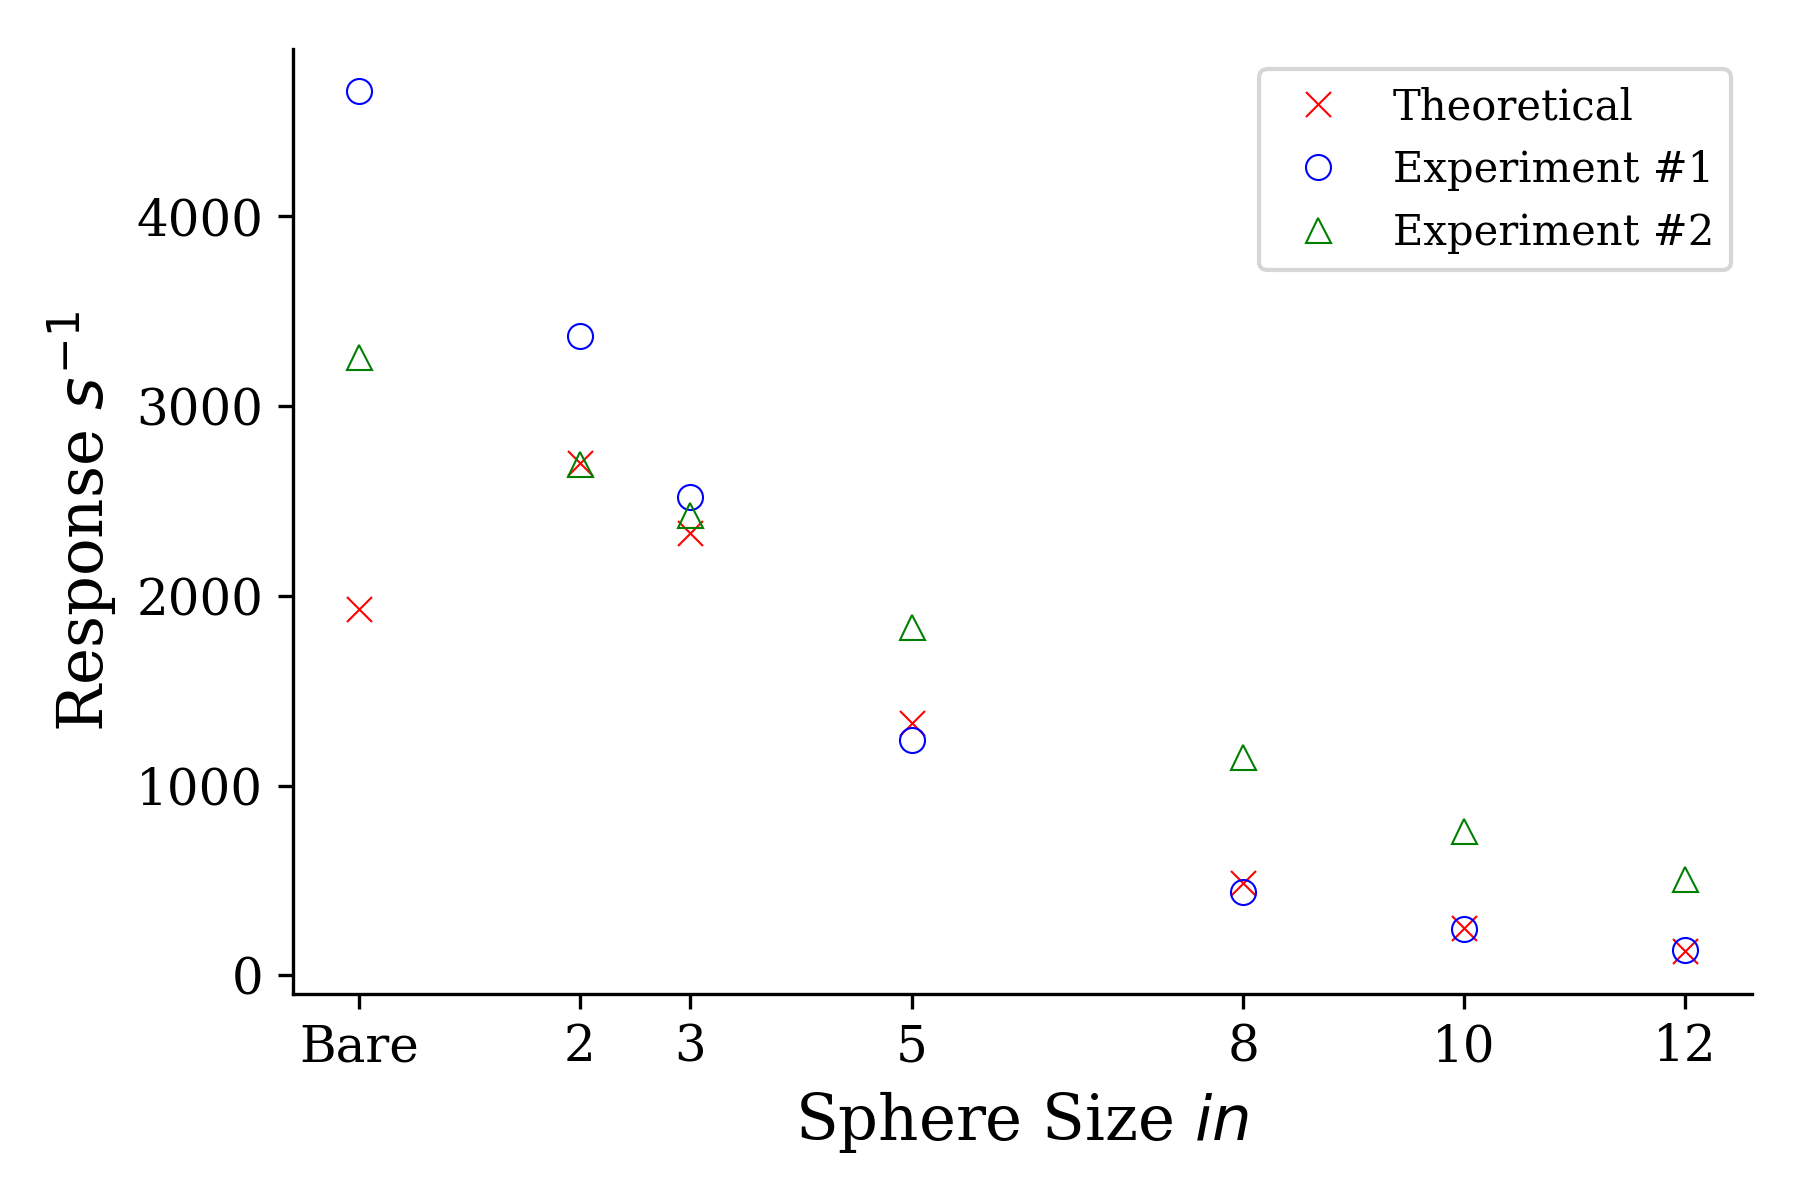 Theoretical
Experiment #1
Experiment #2
4000
3000
2000
1000
0
Response s⁻¹
Bare 2 3 5 8 10 12
Sphere Size in